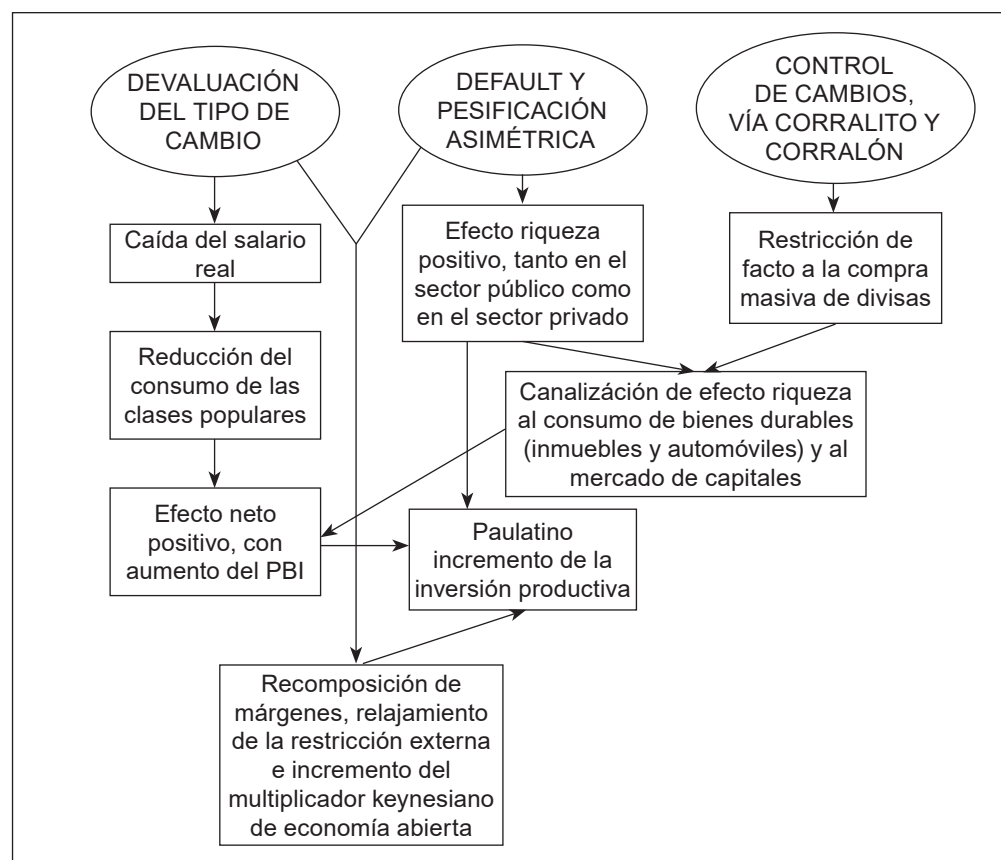 DEVALUACIÓN
DEL TIPO DE
CAMBIO
DEFAULT Y
PESIFICACIÓN
ASIMÉTRICA
CONTROL
DE CAMBIOS,
VÍA CORRALITO Y
CORRALÓN
Caída del salario
real
Efecto riqueza
positivo, tanto en el
sector público como
en el sector privado
Restricción de
facto a la compra
masiva de divisas
Reducción del
consumo de las
clases populares
Canalizáción de efecto riqueza
al consumo de bienes durables
(inmuebles y automóviles) y al
mercado de capitales
Efecto neto
positivo, con
aumento del PBI
Paulatino
incremento de la
inversión productiva
Recomposición de
márgenes, relajamiento
de la restricción externa
e incremento del
multiplicador keynesiano
de economía abierta